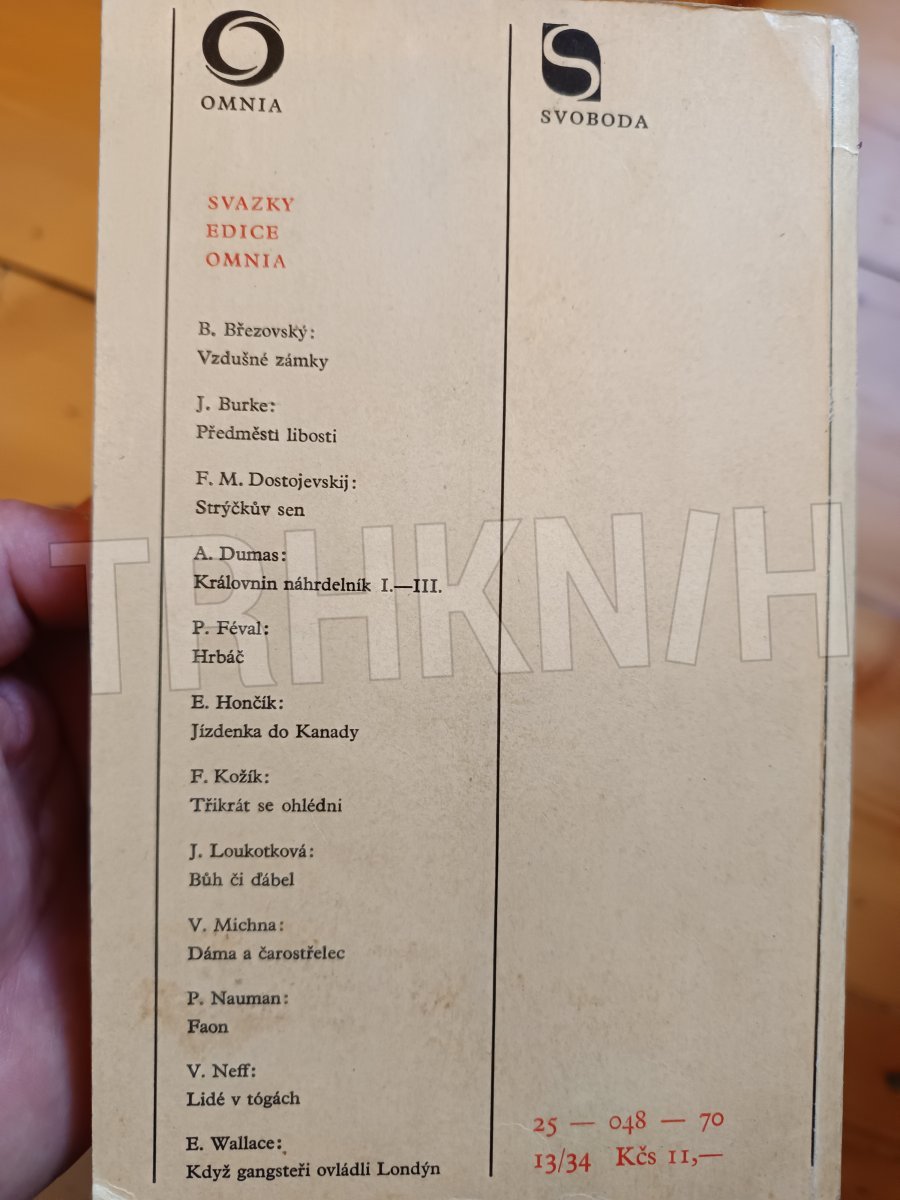 OMNIA
SVAZKY
EDICE
OMNIA
B. Březovský:
Vzdušné zámky
J. Burke:
Předměstí libosti
F. M. Dostojevskij:
Strýčkův sen
A. Dumas:
Královnin náhrdelník I.—III.
P. Féval:
Hrbáč
E. Hončík:
Jízdenka do Kanady
F. Kožík:
Třikrát se ohlédni
J. Loukotková:
Bůh či ďábel
V. Michna:
Dáma a čarostřelec
P. Nauman:
Faon
V. Neff:
Lidé v tógách
E. Wallace:
Když gangsteři ovládli Londýn
SVOBODA
25 — 048 — 70
13/34 Kčs 11,—
TRHKN/H